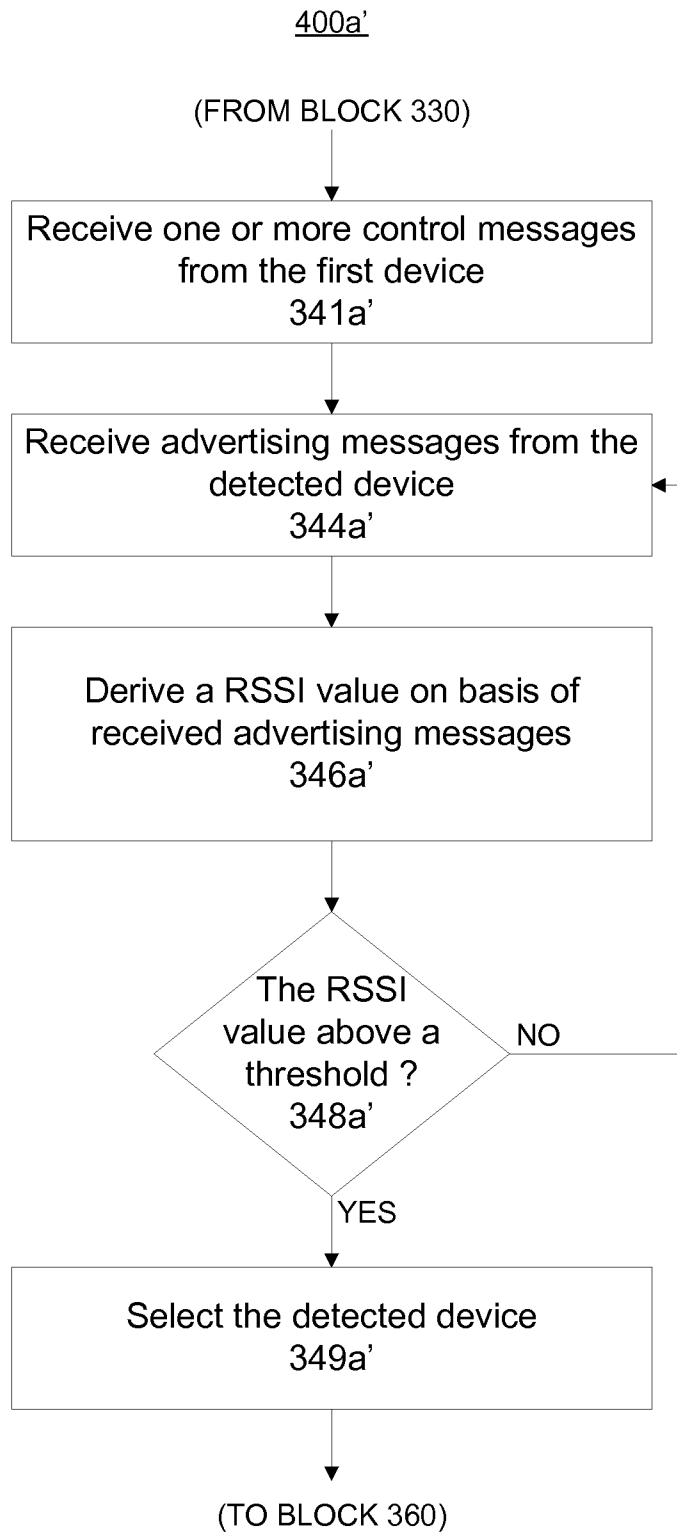 400a’
(FROM BLOCK 330)
Receive one or more control messages
from the first device
341a’
Receive advertising messages from the
detected device
344a’
Derive a RSSI value on basis of
received advertising messages
346a’
The RSSI
value above a
threshold ?
348a’
NO
YES
Select the detected device
349a’
(TO BLOCK 360)